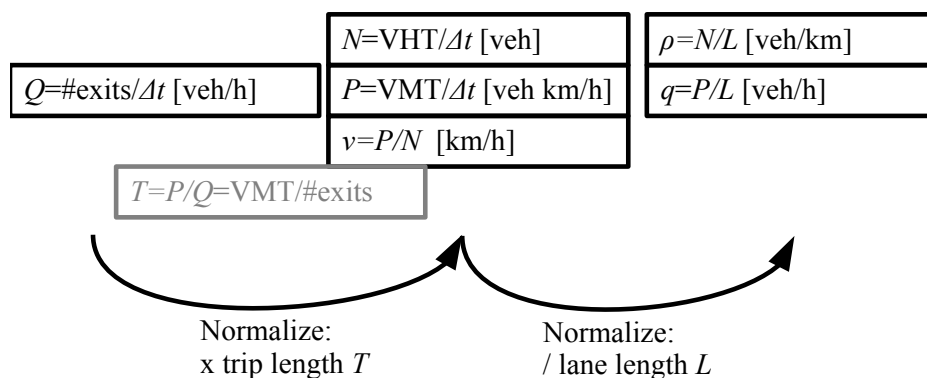 N=VHT/Δt [veh]
ρ=N/L [veh/km]
Q=#exits/Δt [veh/h]
P=VMT/Δt [veh km/h]
q=P/L [veh/h]
v=P/N [km/h]
T=P/Q=VMT/#exits
Normalize:
x trip length T
Normalize:
/ lane length L